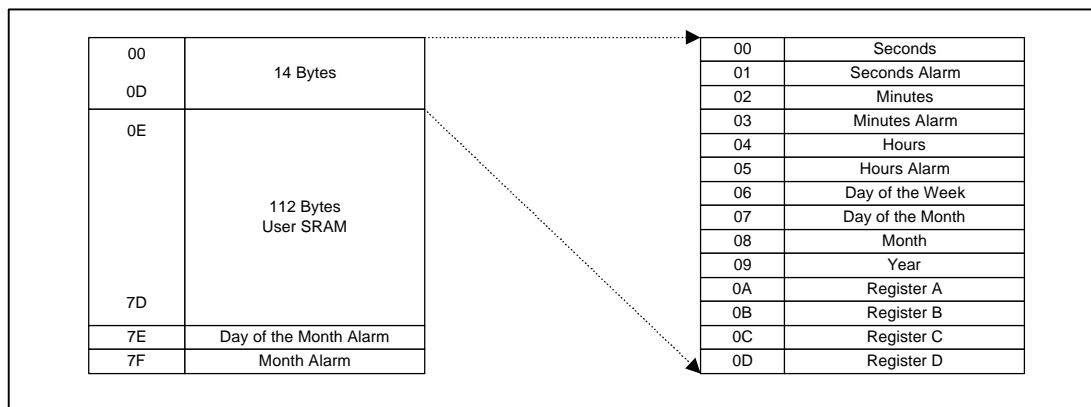 00
14 Bytes
0D
0E
112 Bytes
User SRAM
7D
7E Day of the Month Alarm
7F Month Alarm
00 Seconds
01 Seconds Alarm
02 Minutes
03 Minutes Alarm
04 Hours
05 Hours Alarm
06 Day of the Week
07 Day of the Month
08 Month
09 Year
0A Register A
0B Register B
0C Register C
0D Register D